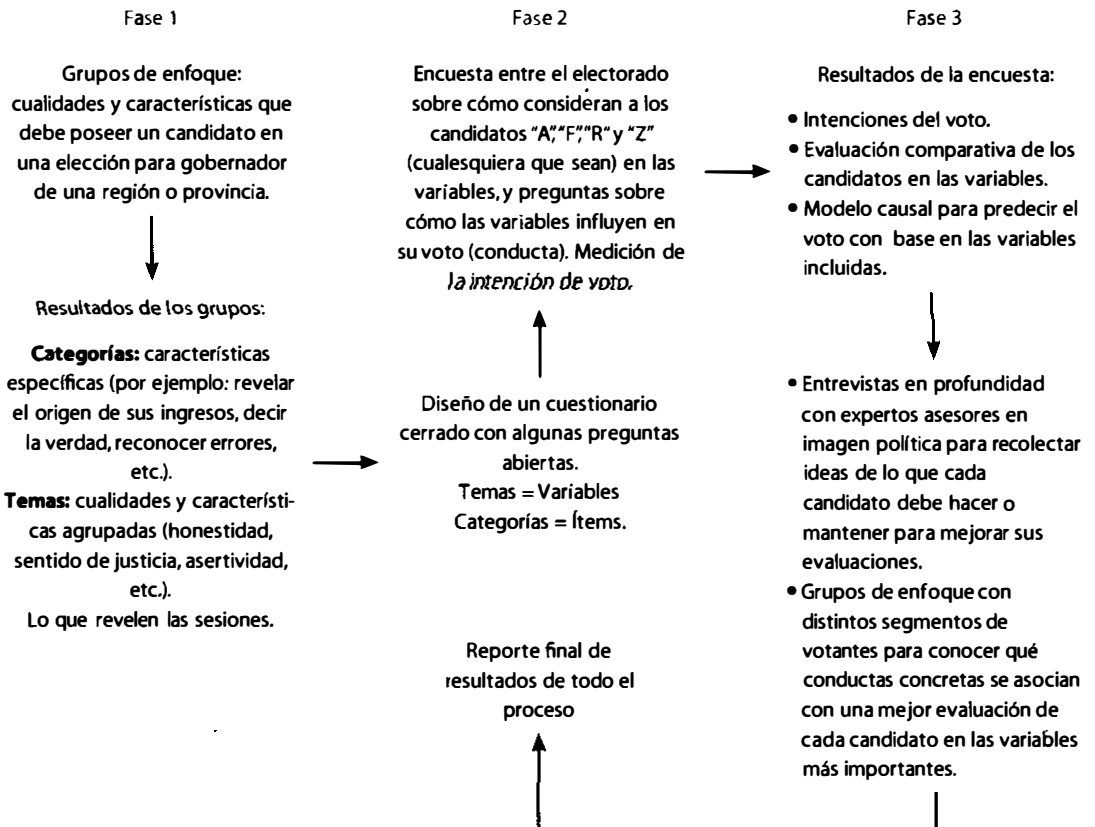 Fase 1
Grupos de enfoque:
cualidades y características que
debe poseer un candidato en
una elección para gobernador
de una región o provincia.
Resultados de los grupos:
Categorías: características
específicas (por ejemplo: revelar
el origen de sus ingresos, decir
la verdad, reconocer errores,
etc.).
Temas: cualidades y característi-
cas agrupadas (honestidad,
sentido de justicia, asertividad,
etc.).
Lo que revelen las sesiones.
Fase 2
Encuesta entre el electorado
sobre cómo consideran a los
candidatos "A", "F", "R" y "Z"
(cualesquiera que sean) en las
variables, y preguntas sobre
cómo las variables influyen en
su voto (conducta). Medición de
la intención de voto.
Diseño de un cuestionario
cerrado con algunas preguntas
abiertas.
Temas = Variables
Categorías = Ítems.
Reporte final de
resultados de todo el
proceso
Fase 3
Resultados de la encuesta:
• Intenciones del voto.
• Evaluación comparativa de los
candidatos en las variables.
• Modelo causal para predecir el
voto con base en las variables
incluidas.
• Entrevistas en profundidad
con expertos asesores en
imagen política para recolectar
ideas de lo que cada
candidato debe hacer o
mantener para mejorar sus
evaluaciones.
• Grupos de enfoque con
distintos segmentos de
votantes para conocer qué
conductas concretas se asocian
con una mejor evaluación de
cada candidato en las variables
más importantes.